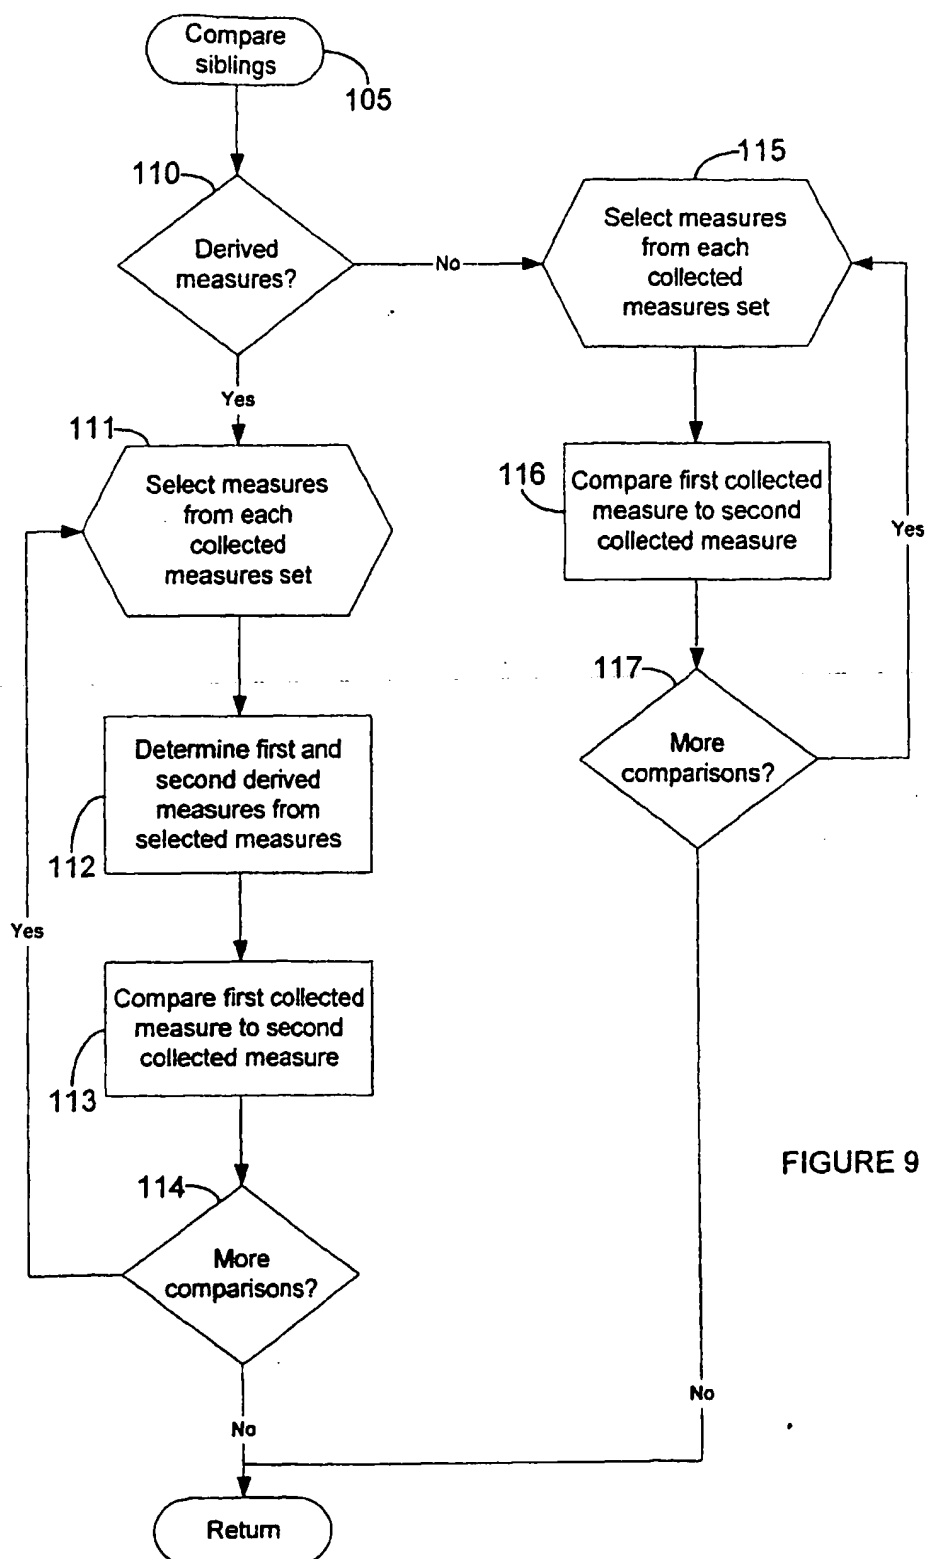 Compare
siblings
105
110
Derived
measures?
No
Yes
115
Select measures
from each
collected
measures set
111
Select measures
from each
collected
measures set
116
Compare first collected
measure to second
collected measure
Yes
117
More
comparisons?
Determine first and
second derived
measures from
selected measures
112
Yes
Compare first collected
measure to second
collected measure
113
FIGURE 9
114
More
comparisons?
No
No
Return